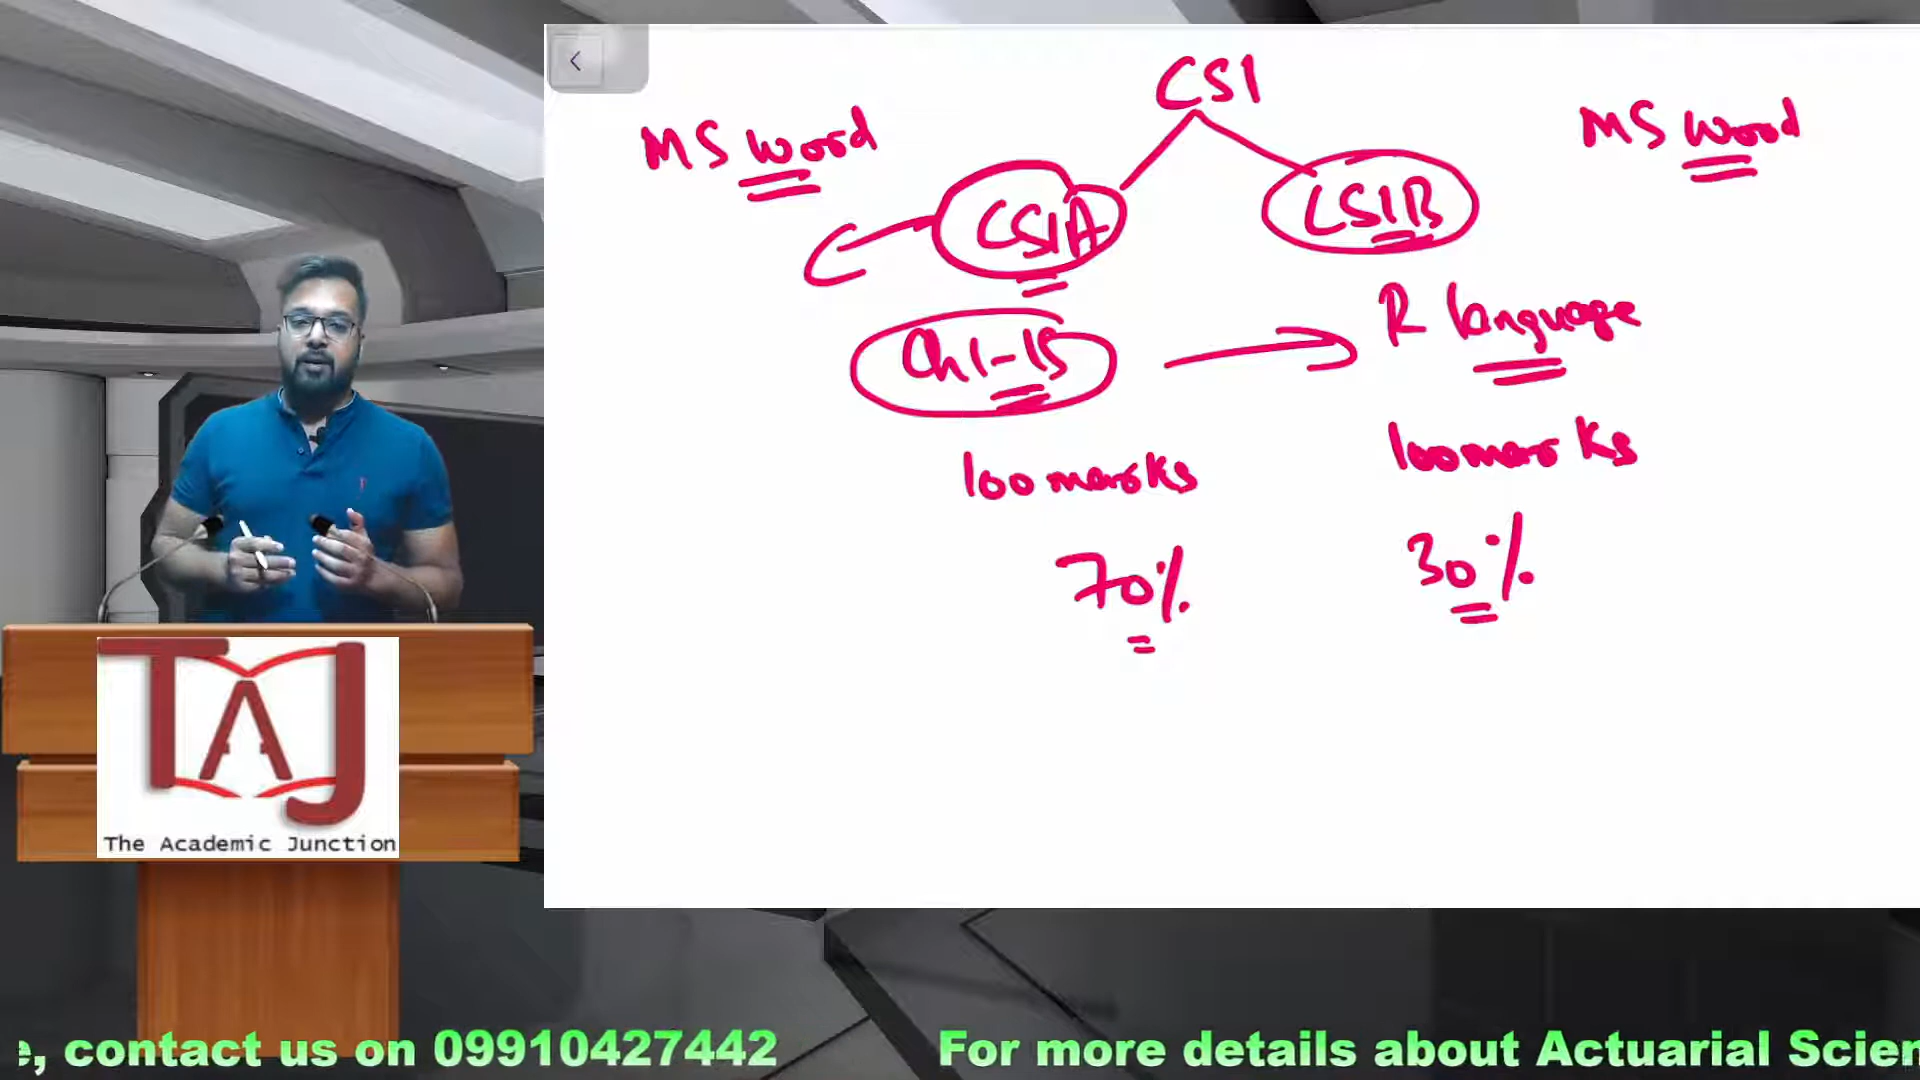 CS1
MS Word
MS Word
CS1A
CS1B
Ch1-15
R language
100 marks
100 marks
70%
30%
TAJ
The Academic Junction
, contact us on 09910427442
For more details about Actuarial Scien